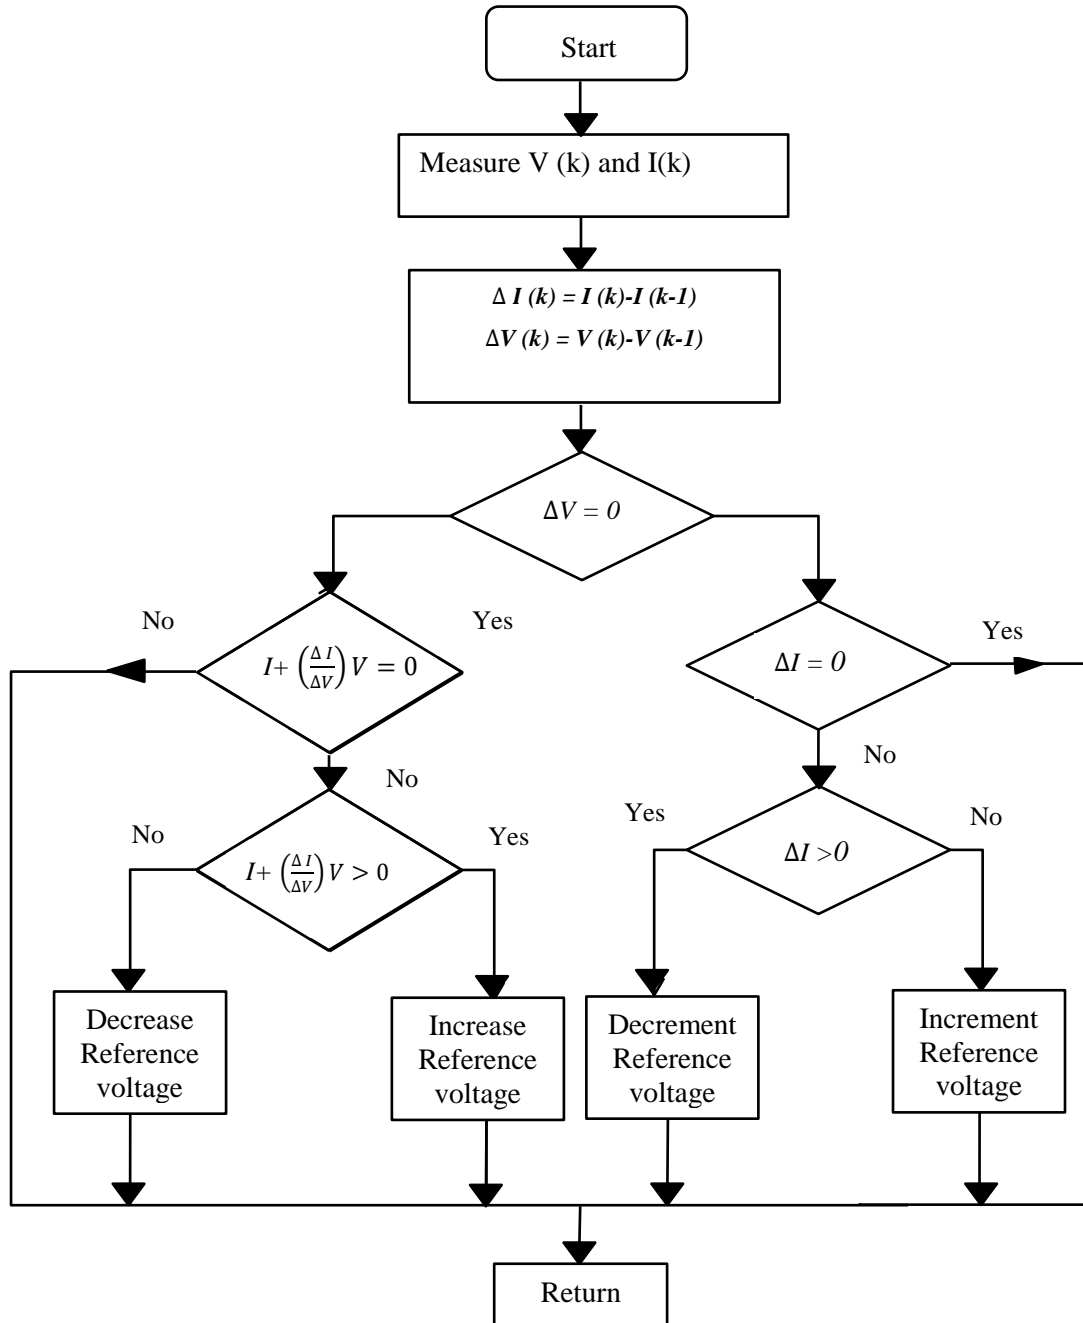 Start
Measure V (k) and I(k)
Δ I (k) = I (k)-I (k-1)
ΔV (k) = V (k)-V (k-1)
ΔV = 0
No
Yes
I+ (Δ I/ΔV) V = 0
ΔI = 0
Yes
No
No
No
Yes
I+ (Δ I/ΔV) V > 0
Yes
No
ΔI >0
Decrease
Reference
voltage
Increase
Reference
voltage
Decrement
Reference
voltage
Increment
Reference
voltage
Return